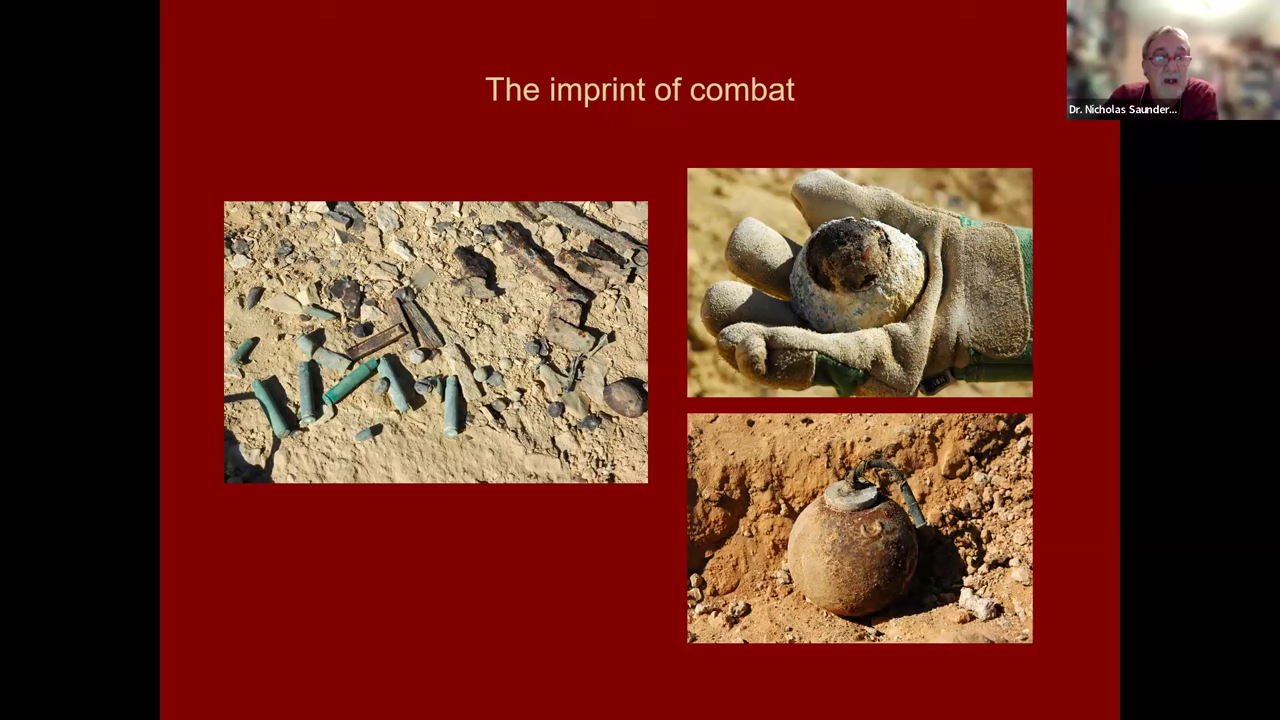 The imprint of combat
Dr. Nicholas Saunder...